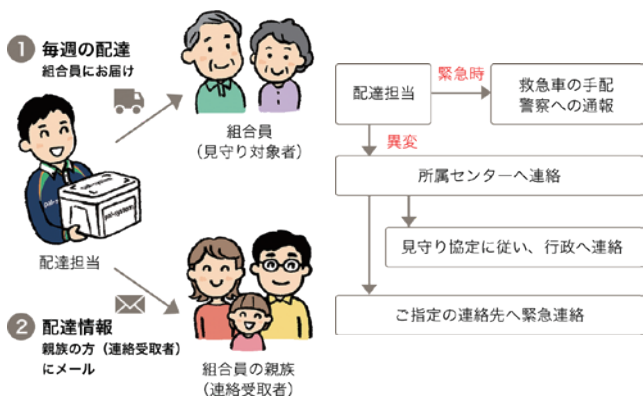 1 毎週の配達
組合員にお届け
組合員
（見守り対象者）
pal-system
配達担当
2 配達情報
親族の方（連絡受取者）
にメール
組合員の親族
（連絡受取者）
配達担当
緊急時
救急車の手配
警察への通報
異変
所属センターへ連絡
見守り協定に従い、行政へ連絡
ご指定の連絡先へ緊急連絡